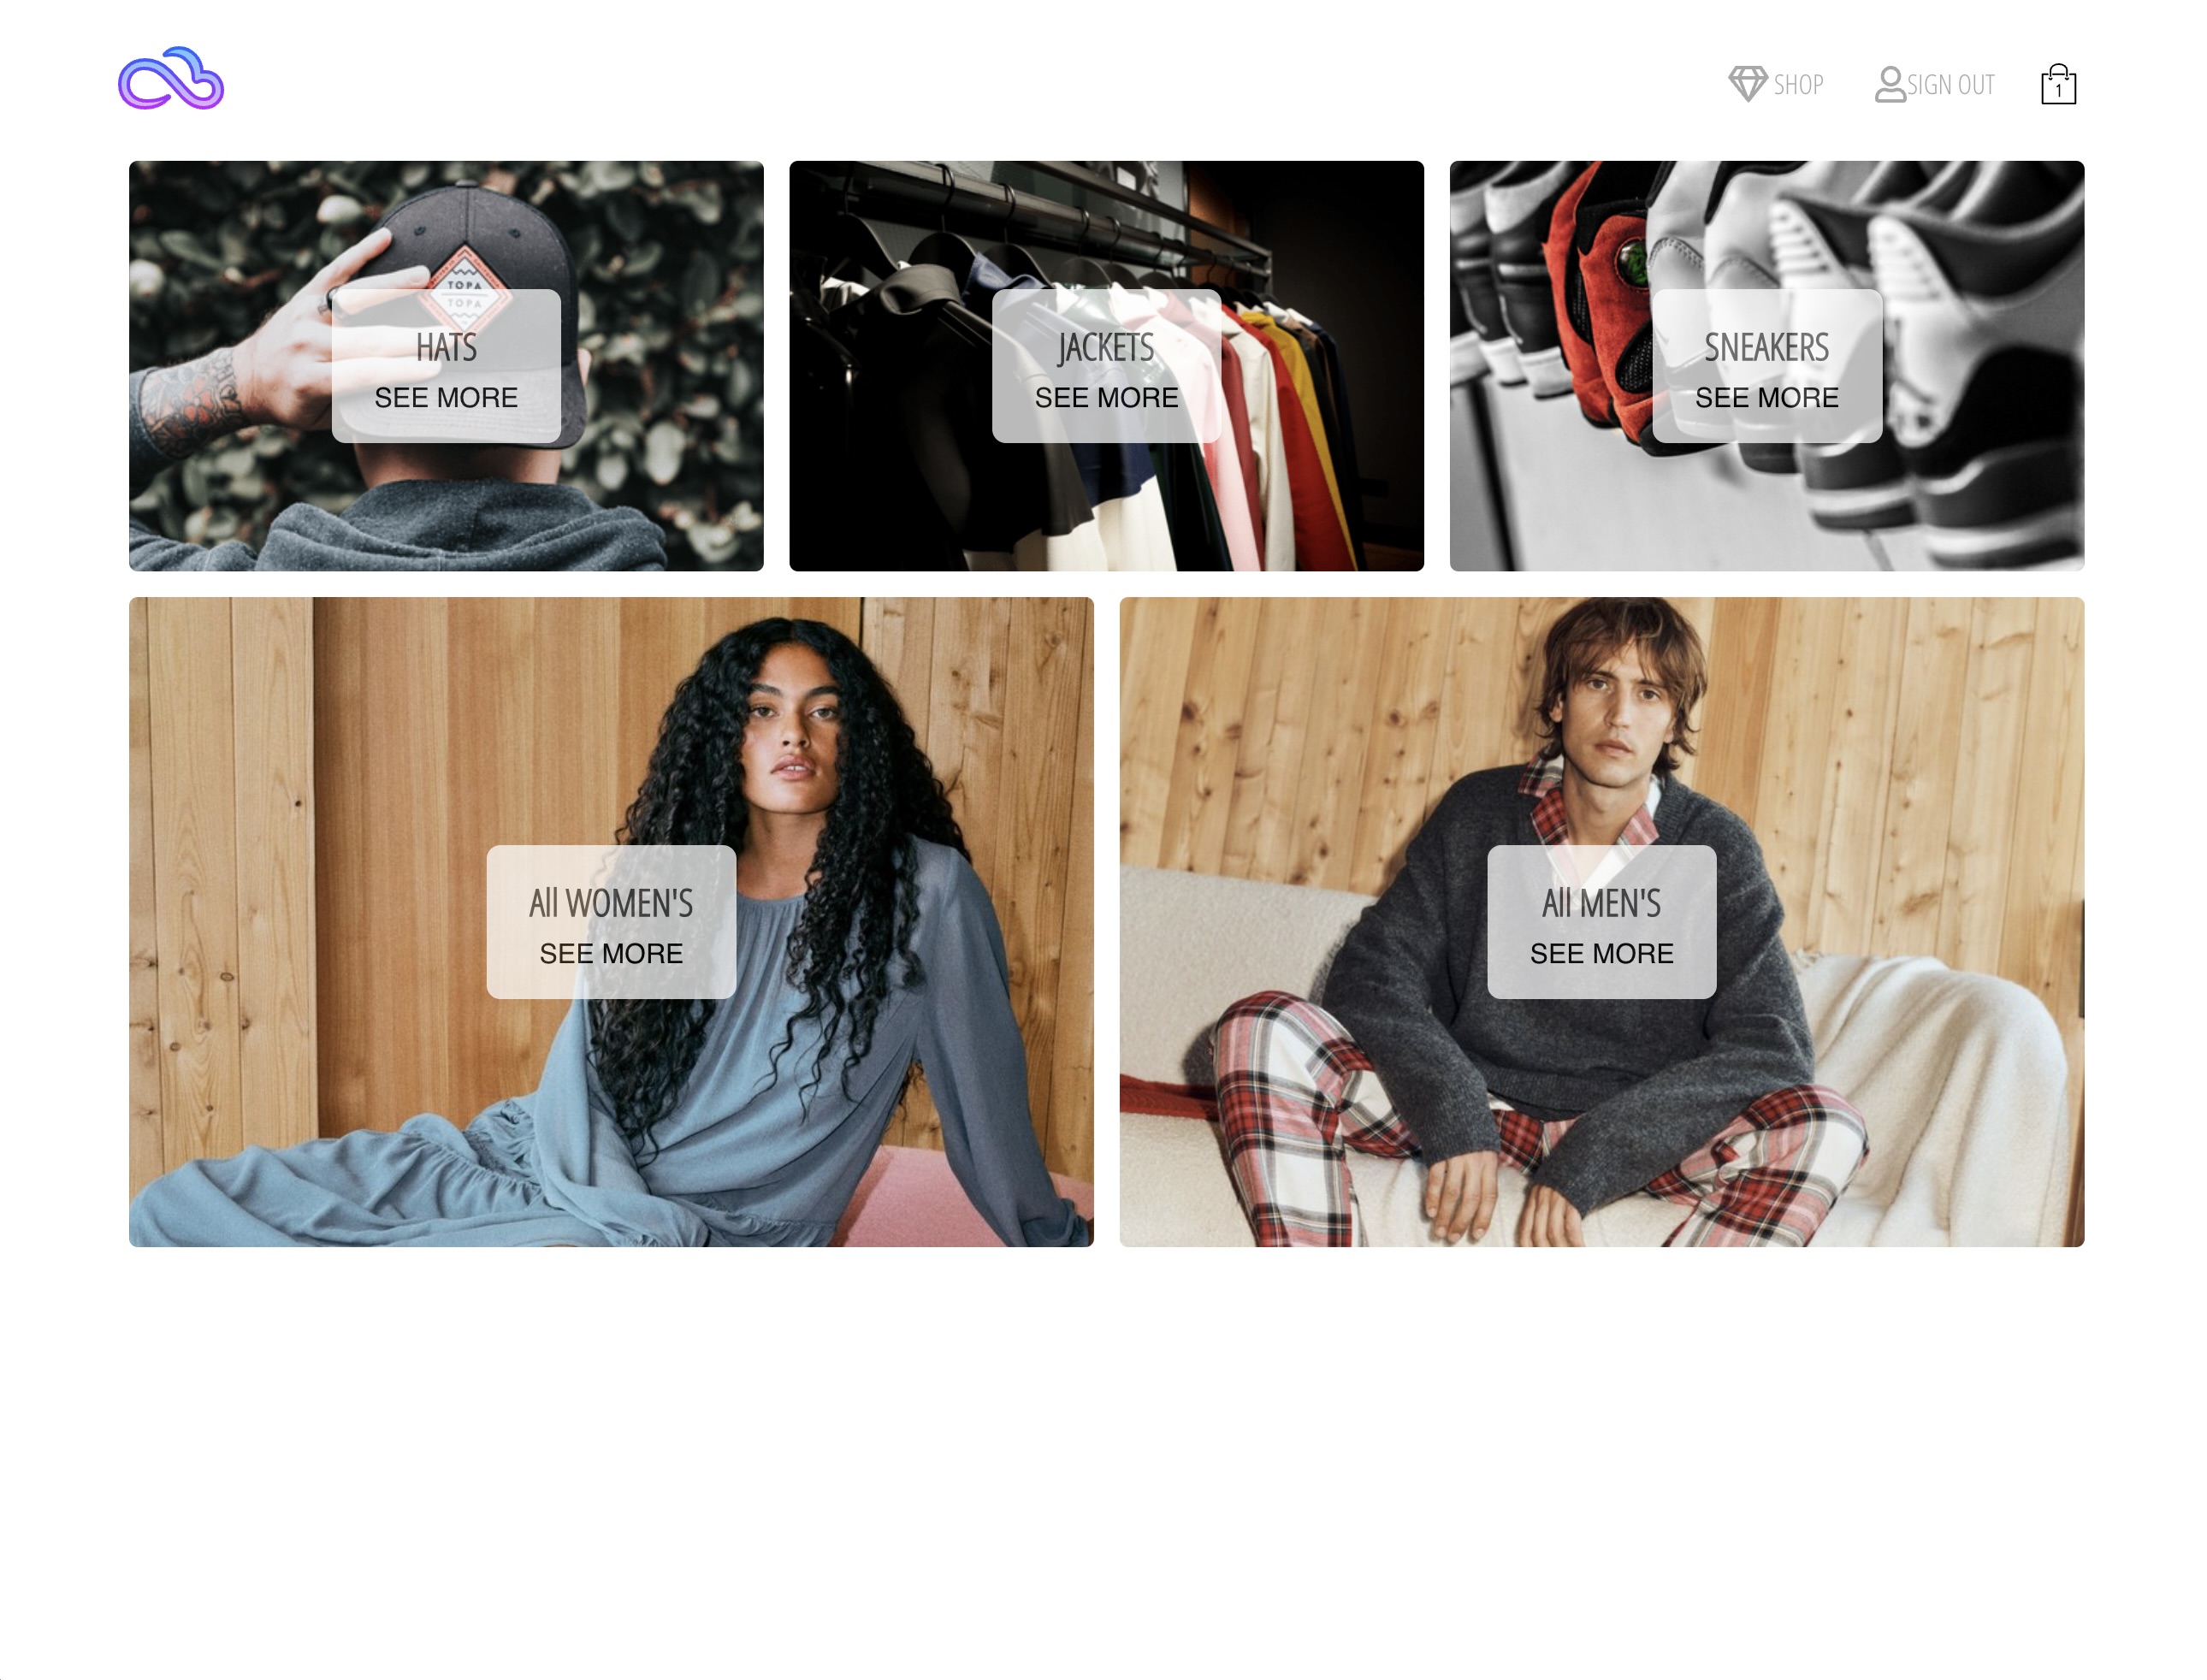 SHOP
SIGN OUT
1
TOPA
TOPA
HATS
SEE MORE
JACKETS
SEE MORE
SNEAKERS
SEE MORE
All WOMEN'S
SEE MORE
All MEN'S
SEE MORE